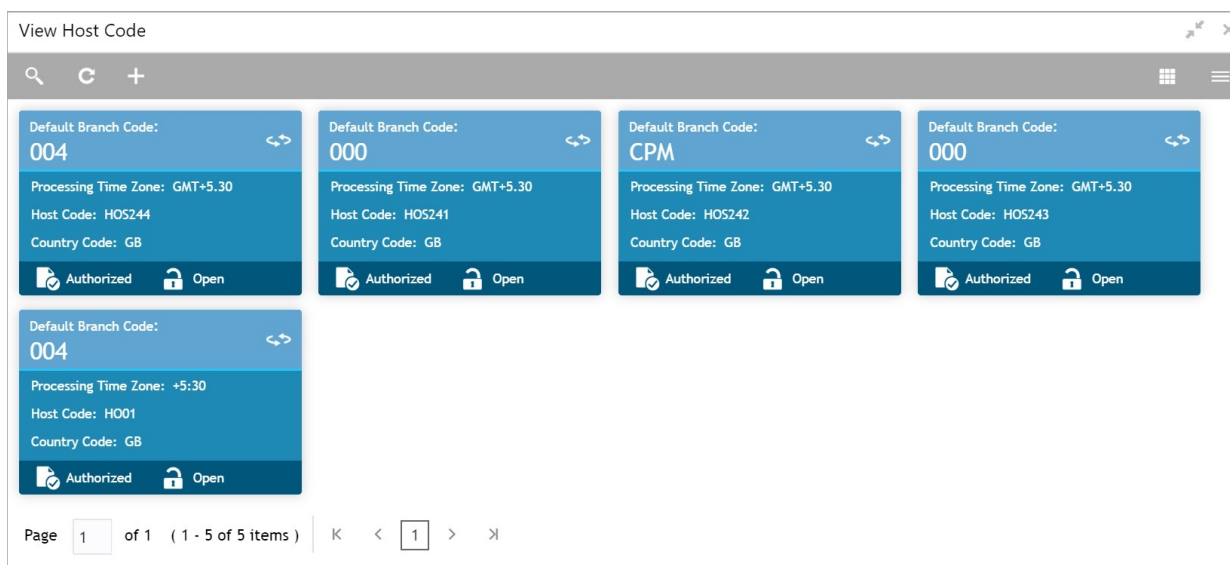 View Host Code
Default Branch Code:
004
Processing Time Zone: GMT+5.30
Host Code: HOS244
Country Code: GB
Authorized Open
Default Branch Code:
000
Processing Time Zone: GMT+5.30
Host Code: HOS241
Country Code: GB
Authorized Open
Default Branch Code:
CPM
Processing Time Zone: GMT+5.30
Host Code: HOS242
Country Code: GB
Authorized Open
Default Branch Code:
000
Processing Time Zone: GMT+5.30
Host Code: HOS243
Country Code: GB
Authorized Open
Default Branch Code:
004
Processing Time Zone: +5:30
Host Code: HO01
Country Code: GB
Authorized Open
Page 1 of 1 ( 1 - 5 of 5 items ) 1